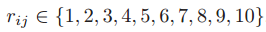 r_{ij} ∈ {1, 2, 3, 4, 5, 6, 7, 8, 9, 10}